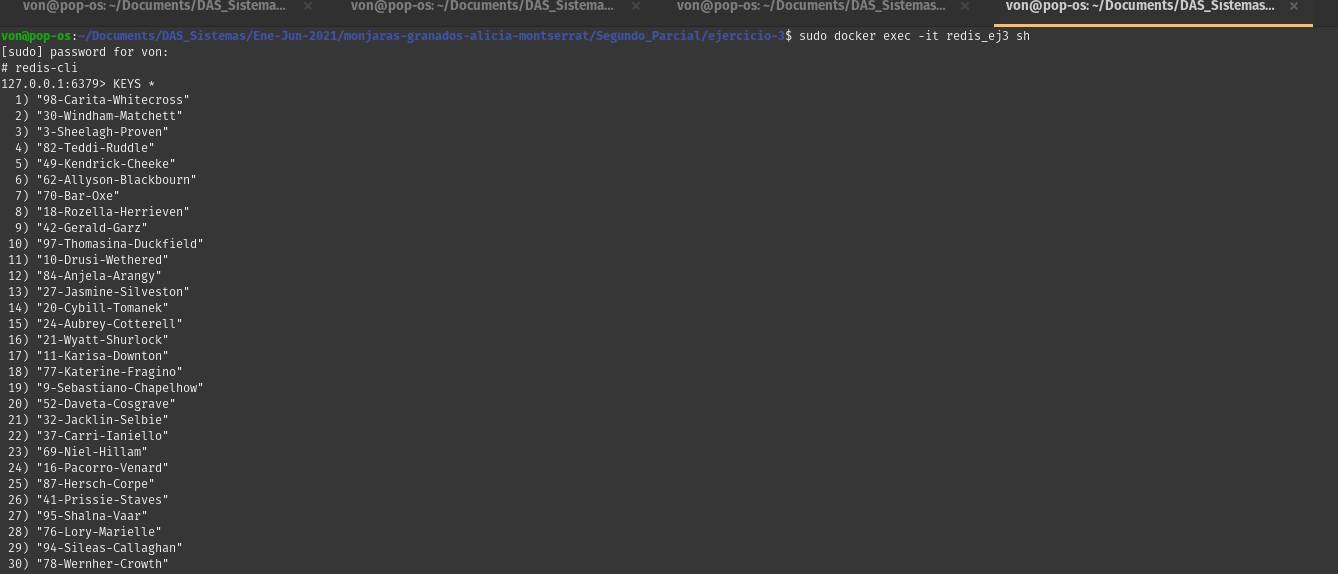 von@pop-os: ~/Documents/DAS_Sistema... × von@pop-os: ~/Documents/DAS_Sistema... × von@pop-os: ~/Documents/DAS_Sistemas... × von@pop-os: ~/Documents/DAS_Sistemas... ×
von@pop-os:~/Documents/DAS_Sistemas/Ene-Jun-2021/monjaras-granados-alicia-montserrat/Segundo_Parcial/ejercicio-3$ sudo docker exec -it redis_ej3 sh
[sudo] password for von:
# redis-cli
127.0.0.1:6379> KEYS *
1) "98-Carita-Whitecross"
2) "30-Windham-Matchett"
3) "3-Sheelagh-Proven"
4) "82-Teddi-Ruddle"
5) "49-Kendrick-Cheeke"
6) "62-Allyson-Blackbourn"
7) "70-Bar-Oxe"
8) "18-Rozella-Herrieven"
9) "42-Gerald-Garz"
10) "97-Thomasina-Duckfield"
11) "10-Drusi-Wethered"
12) "84-Anjela-Arangy"
13) "27-Jasmine-Silveston"
14) "20-Cybill-Tomanek"
15) "24-Aubrey-Cotterell"
16) "21-Wyatt-Shurlock"
17) "11-Karisa-Downton"
18) "77-Katerine-Fragino"
19) "9-Sebastiano-Chapelhow"
20) "52-Daveta-Cosgrave"
21) "32-Jacklin-Selbie"
22) "37-Carri-Ianiello"
23) "69-Niel-Hillam"
24) "16-Pacorro-Venard"
25) "87-Hersch-Corpe"
26) "41-Prissie-Staves"
27) "95-Shalna-Vaar"
28) "76-Lory-Marielle"
29) "94-Sileas-Callaghan"
30) "78-Wernher-Crowth"